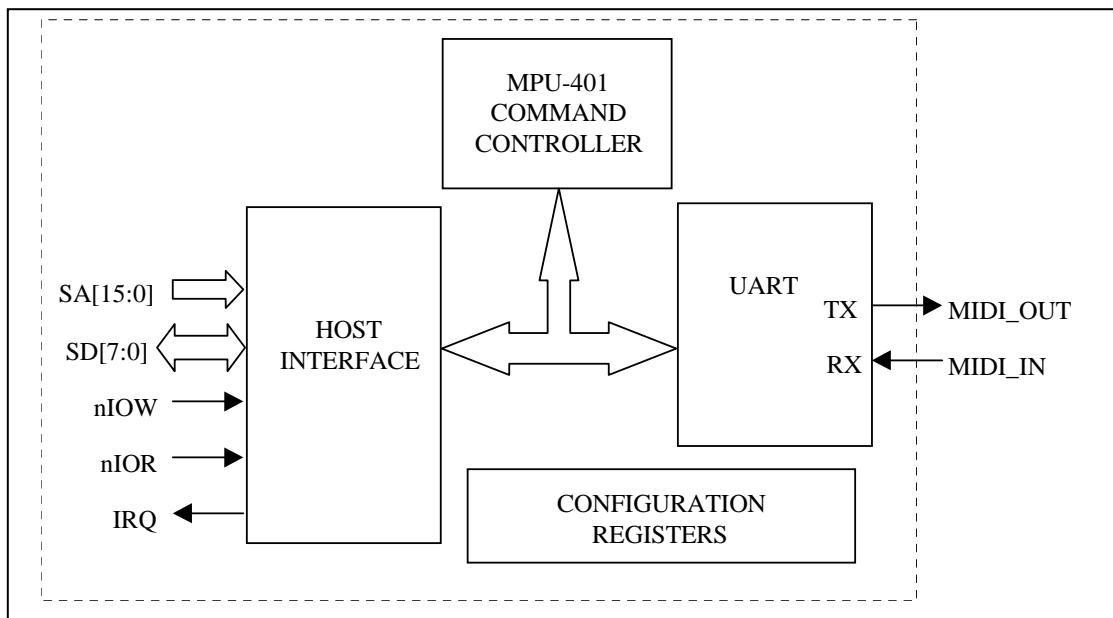 MPU-401
COMMAND
CONTROLLER
SA[15:0]
SD[7:0]
nIOW
nIOR
IRQ
HOST
INTERFACE
UART
TX
RX
MIDI_OUT
MIDI_IN
CONFIGURATION
REGISTERS